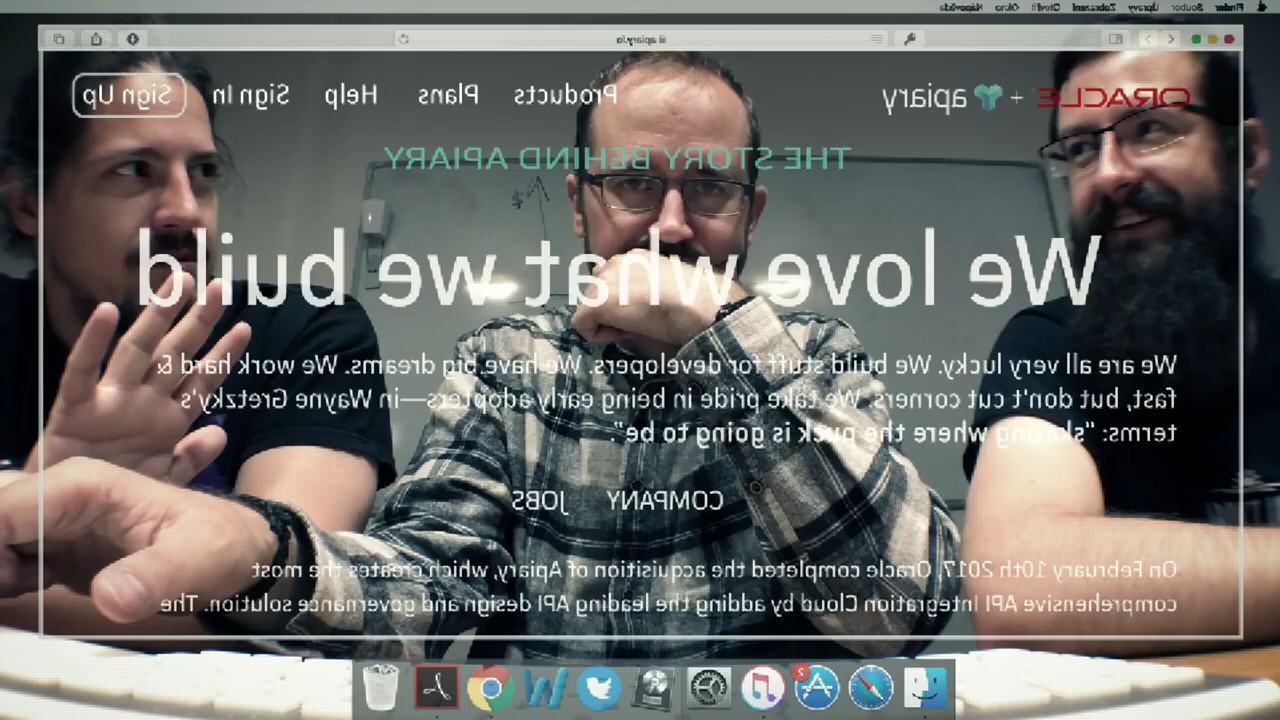 Finder Soubor Úpravy Zobrazení Otevřít Okno Nápověda
apiary.io
ORACLE + apiary Products Plans Help Sign In Sign Up
THE STORY BEHIND APIARY
We love what we build
We are all very lucky. We build stuff for developers. We have big dreams. We work hard &
fast, but don't cut corners. We take pride in being early adopters—in Wayne Gretzky's
terms: "skating where the puck is going to be".
COMPANY JOBS
On February 10th 2017, Oracle completed the acquisition of Apiary, which creates the most
comprehensive API Integration Cloud by adding the leading API design and governance solution. The